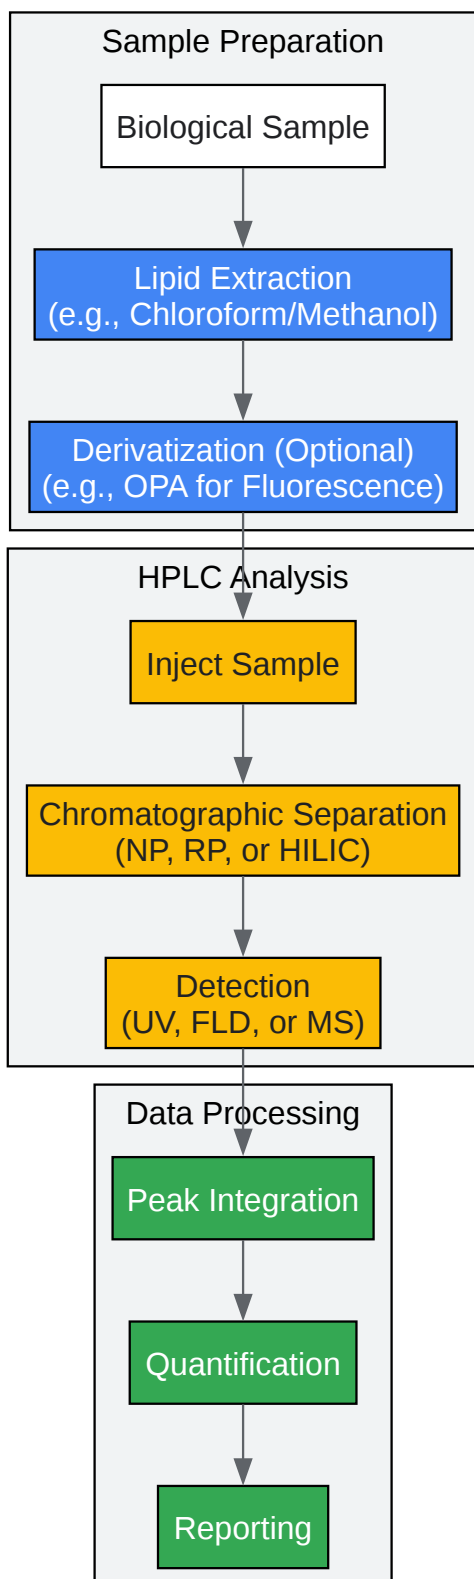 Sample Preparation
Biological Sample
Lipid Extraction
(e.g., Chloroform/Methanol)
Derivatization (Optional)
(e.g., OPA for Fluorescence)
HPLC Analysis
Inject Sample
Chromatographic Separation
(NP, RP, or HILIC)
Detection
(UV, FLD, or MS)
Data Processing
Peak Integration
Quantification
Reporting